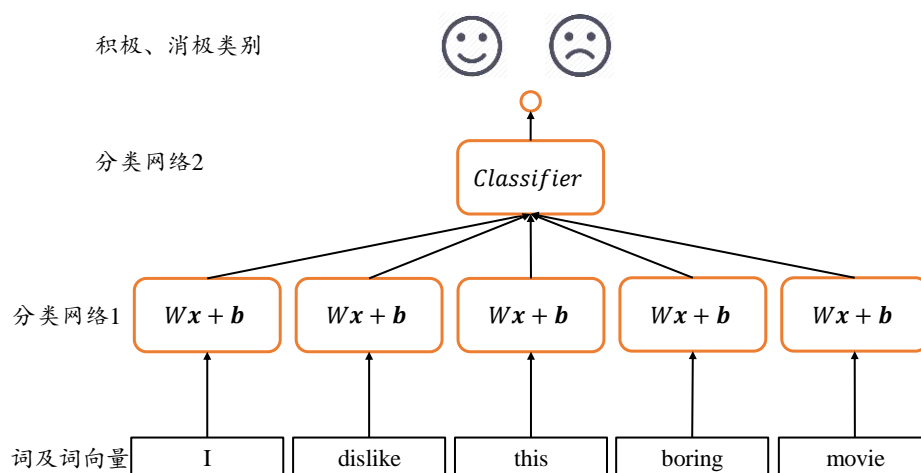 积极、消极类别
分类网络2
Classifier
分类网络1
Wx + b
Wx + b
Wx + b
Wx + b
Wx + b
词及词向量
I
dislike
this
boring
movie